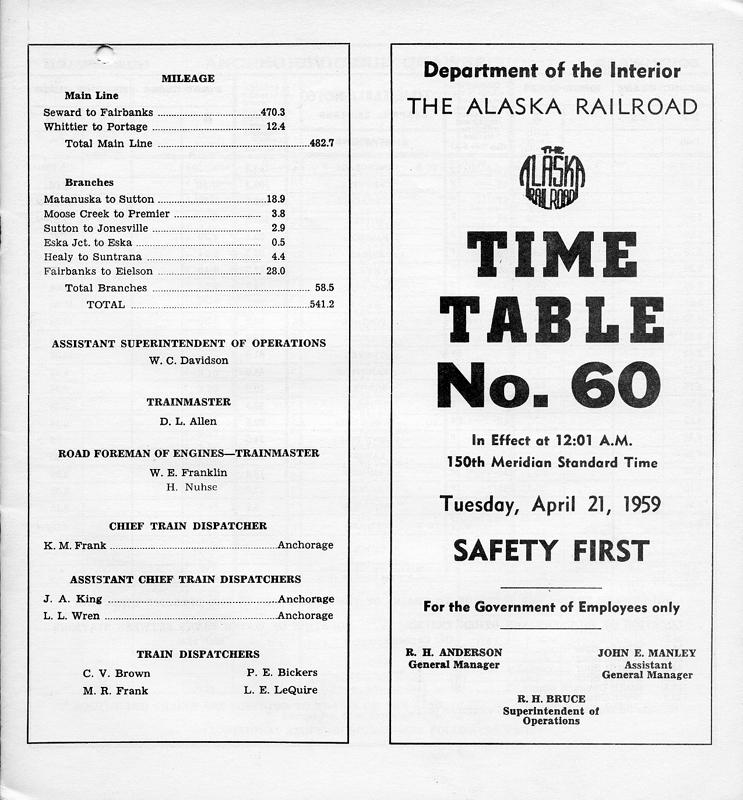 MILEAGE
Main Line
Seward to Fairbanks ........................470.3
Whittier to Portage ........................ 12.4
Total Main Line ........................482.7
Branches
Matanuska to Sutton ........................18.9
Moose Creek to Premier ........................ 3.8
Sutton to Jonesville ........................ 2.9
Eska Jct. to Eska ........................ 0.5
Healy to Suntrana ........................ 4.4
Fairbanks to Eielson ........................ 28.0
Total Branches ........................ 58.5
TOTAL ........................541.2
ASSISTANT SUPERINTENDENT OF OPERATIONS
W. C. Davidson
TRAINMASTER
D. L. Allen
ROAD FOREMAN OF ENGINES—TRAINMASTER
W. E. Franklin
H. Nuhse
CHIEF TRAIN DISPATCHER
K. M. Frank ........................Anchorage
ASSISTANT CHIEF TRAIN DISPATCHERS
J. A. King ........................Anchorage
L. L. Wren ........................Anchorage
TRAIN DISPATCHERS
C. V. Brown P. E. Bickers
M. R. Frank L. E. LeQuire
Department of the Interior
THE ALASKA RAILROAD
THE
ALASKA
RAILROAD
TIME
TABLE
No. 60
In Effect at 12:01 A.M.
150th Meridian Standard Time
Tuesday, April 21, 1959
SAFETY FIRST
For the Government of Employees only
R. H. ANDERSON
General Manager
JOHN E. MANLEY
Assistant
General Manager
R. H. BRUCE
Superintendent of
Operations